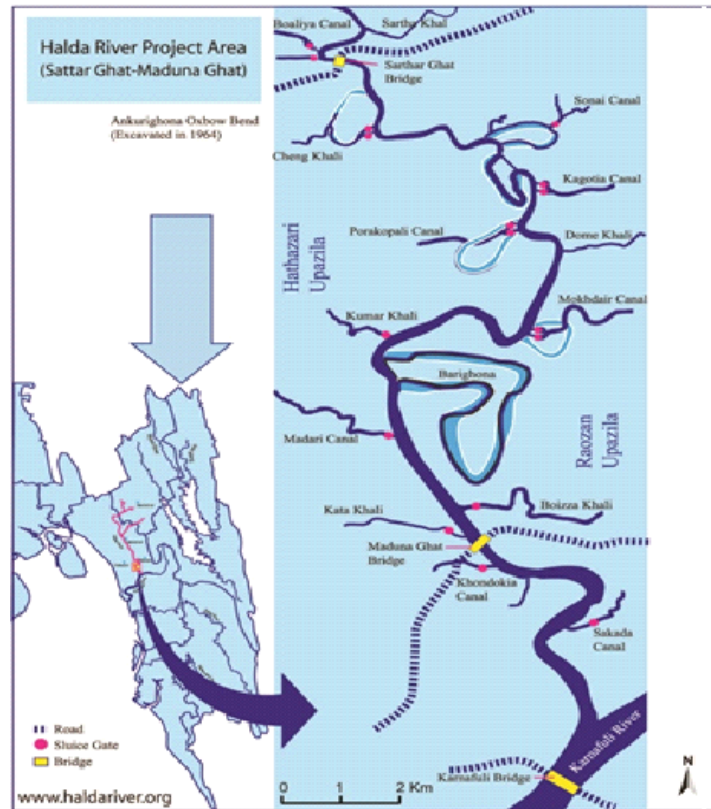 Halda River Project Area
(Sattar Ghat-Maduna Ghat)
Ankurighona Oxbow Bend
(Excavated in 1964)
Boaliya Canal
Sartha Khal
Sarthar Ghat
Bridge
Sonai Canal
Cheng Khali
Kagotia Canal
Porakopali Canal
Dome Khali
Hathazari
Upazila
Mokhdair Canal
Kumar Khali
Barighona
Madari Canal
Raozan
Upazila
Boizza Khali
Kata Khali
Maduna Ghat
Bridge
Khondokia
Canal
Sakada
Canal
Karnafuli River
Karnafuli Bridge
Road
Sluice Gate
Bridge
0 1 2 Km
N
www.haldariver.org